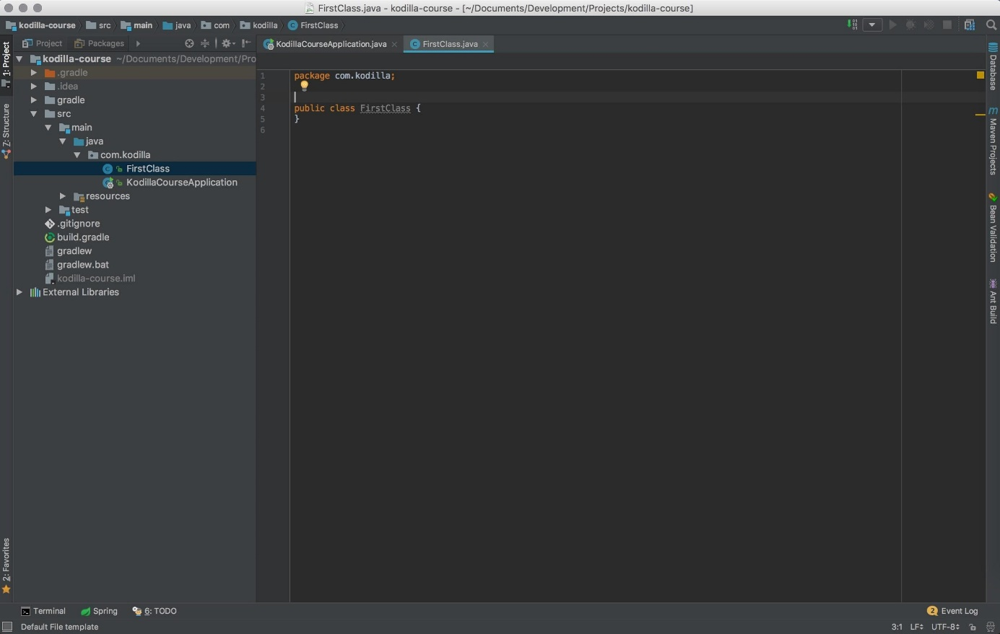 FirstClass.java - kodilla-course - [~/Documents/Development/Projects/kodilla-course]
kodilla-course src main java com kodilla FirstClass
1: Project
Z: Structure
2: Favorites
Project Packages
kodilla-course ~/Documents/Development/Pro
.gradle
.idea
gradle
src
main
java
com.kodilla
FirstClass
KodillaCourseApplication
resources
test
.gitignore
build.gradle
gradlew
gradlew.bat
kodilla-course.iml
External Libraries
KodillaCourseApplication.java FirstClass.java
1 package com.kodilla;
2
3
4 public class FirstClass {
5 }
6
Database
Maven Projects
Bean Validation
Ant Build
Terminal Spring 6: TODO 2 Event Log
Default File template 3:1 LF UTF-8